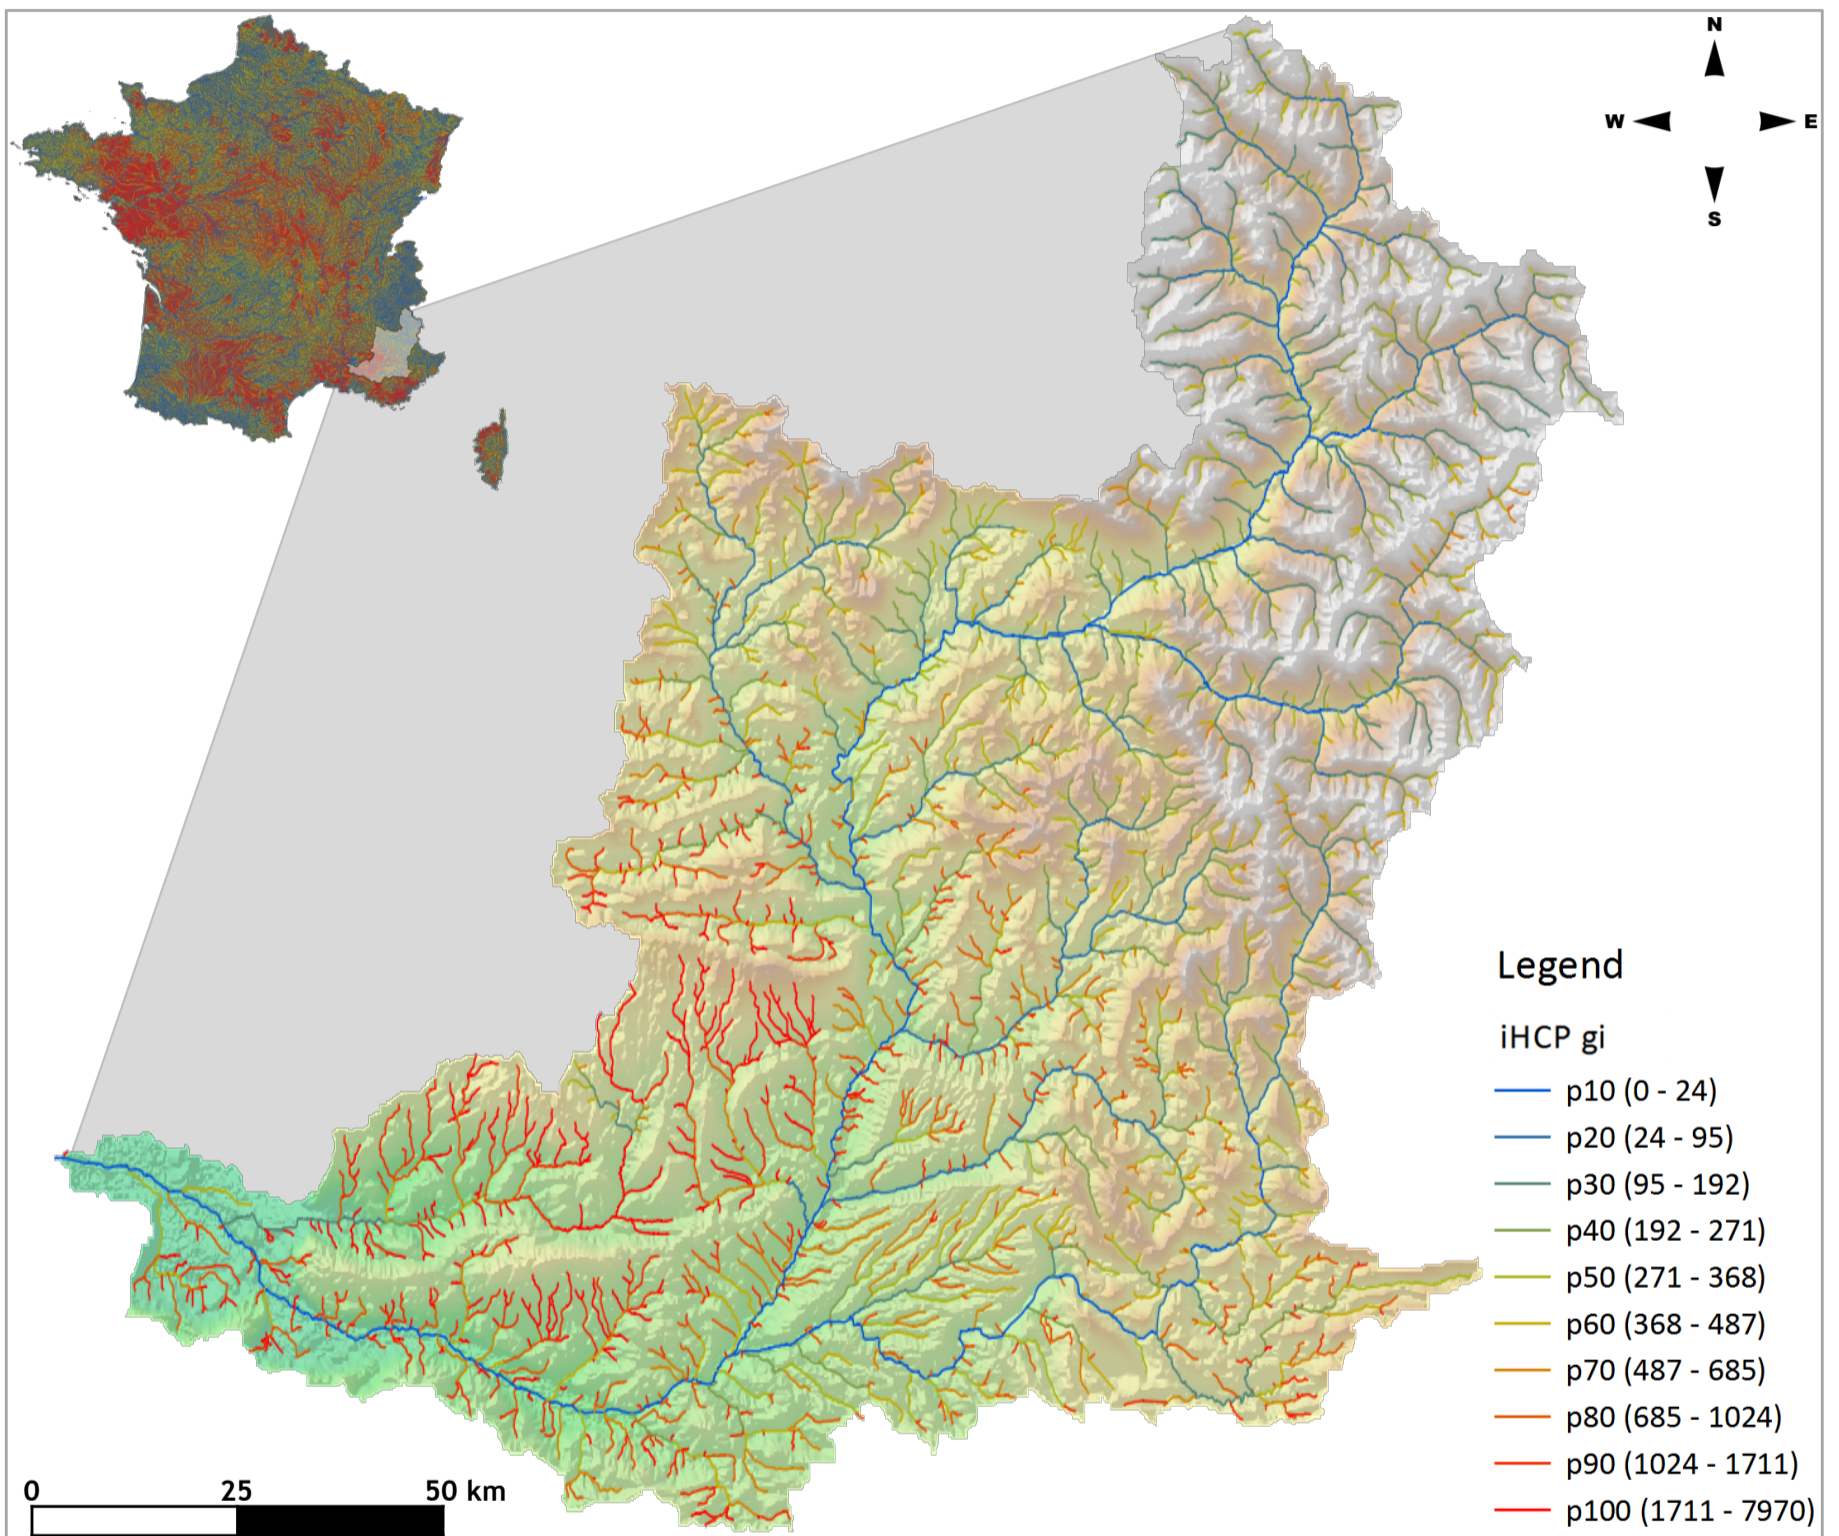 N
W E
S
Legend
iHCP gi
p10 (0 - 24)
p20 (24 - 95)
p30 (95 - 192)
p40 (192 - 271)
p50 (271 - 368)
p60 (368 - 487)
p70 (487 - 685)
p80 (685 - 1024)
p90 (1024 - 1711)
p100 (1711 - 7970)
0 25 50 km